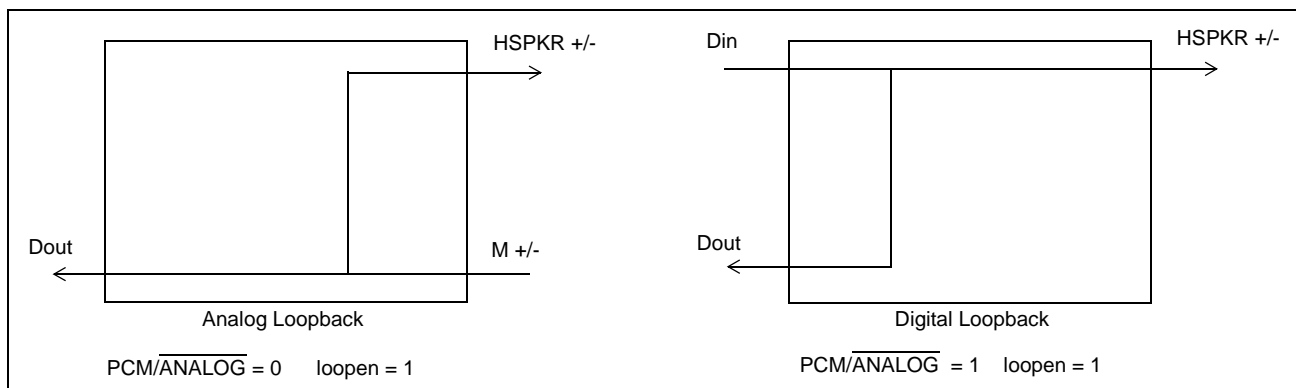 HSPKR +/-
Dout
M +/-
Analog Loopback
PCM/ANALOG = 0 loopen = 1
Din
HSPKR +/-
Dout
Digital Loopback
PCM/ANALOG = 1 loopen = 1